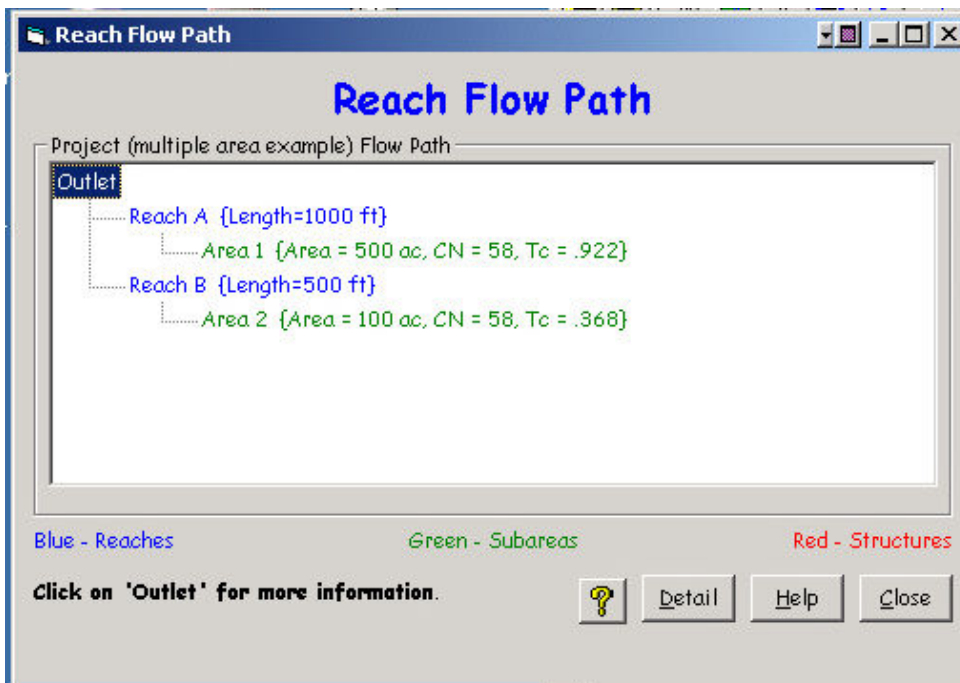 Reach Flow Path
Reach Flow Path
Project (multiple area example) Flow Path
Outlet
Reach A {Length=1000 ft}
Area 1 {Area = 500 ac, CN = 58, Tc = .922}
Reach B {Length=500 ft}
Area 2 {Area = 100 ac, CN = 58, Tc = .368}
Blue - Reaches Green - Subareas Red - Structures
Click on 'Outlet' for more information. ? Detail Help Close